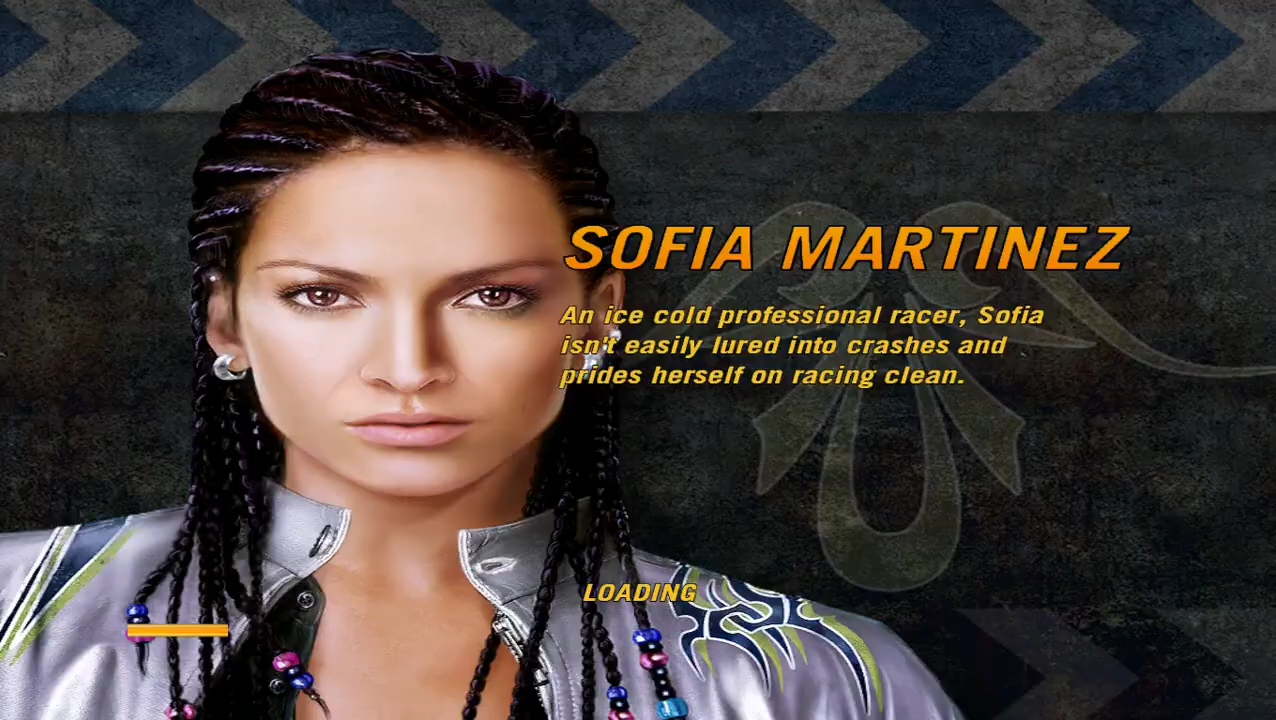 SOFIA MARTINEZ
An ice cold professional racer, Sofia
isn't easily lured into crashes and
prides herself on racing clean.
LOADING